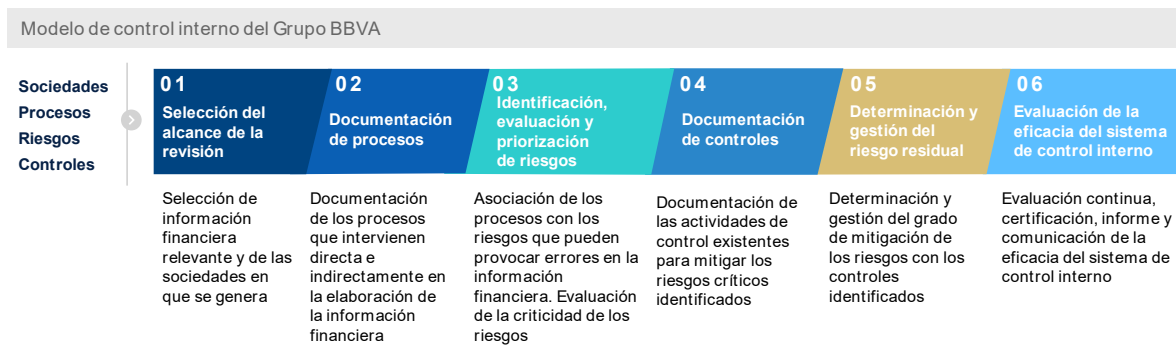 Modelo de control interno del Grupo BBVA
Sociedades
Procesos
Riesgos
Controles
01
Selección del
alcance de la
revisión
02
Documentación
de procesos
03
Identificación,
evaluación y
priorización
de riesgos
04
Documentación
de controles
05
Determinación y
gestión del
riesgo residual
06
Evaluación de la
eficacia del sistema
de control interno
Selección de
información
financiera
relevante y de las
sociedades en
que se genera
Documentación
de los procesos
que intervienen
directa e
indirectamente en
la elaboración de
la información
financiera
Asociación de los
procesos con los
riesgos que pueden
provocar errores en la
información
financiera. Evaluación
de la criticidad de los
riesgos
Documentación de
las actividades de
control existentes
para mitigar los
riesgos críticos
identificados
Determinación y
gestión del grado
de mitigación de
los riesgos con los
controles
identificados
Evaluación continua,
certificación, informe y
comunicación de la
eficacia del sistema de
control interno